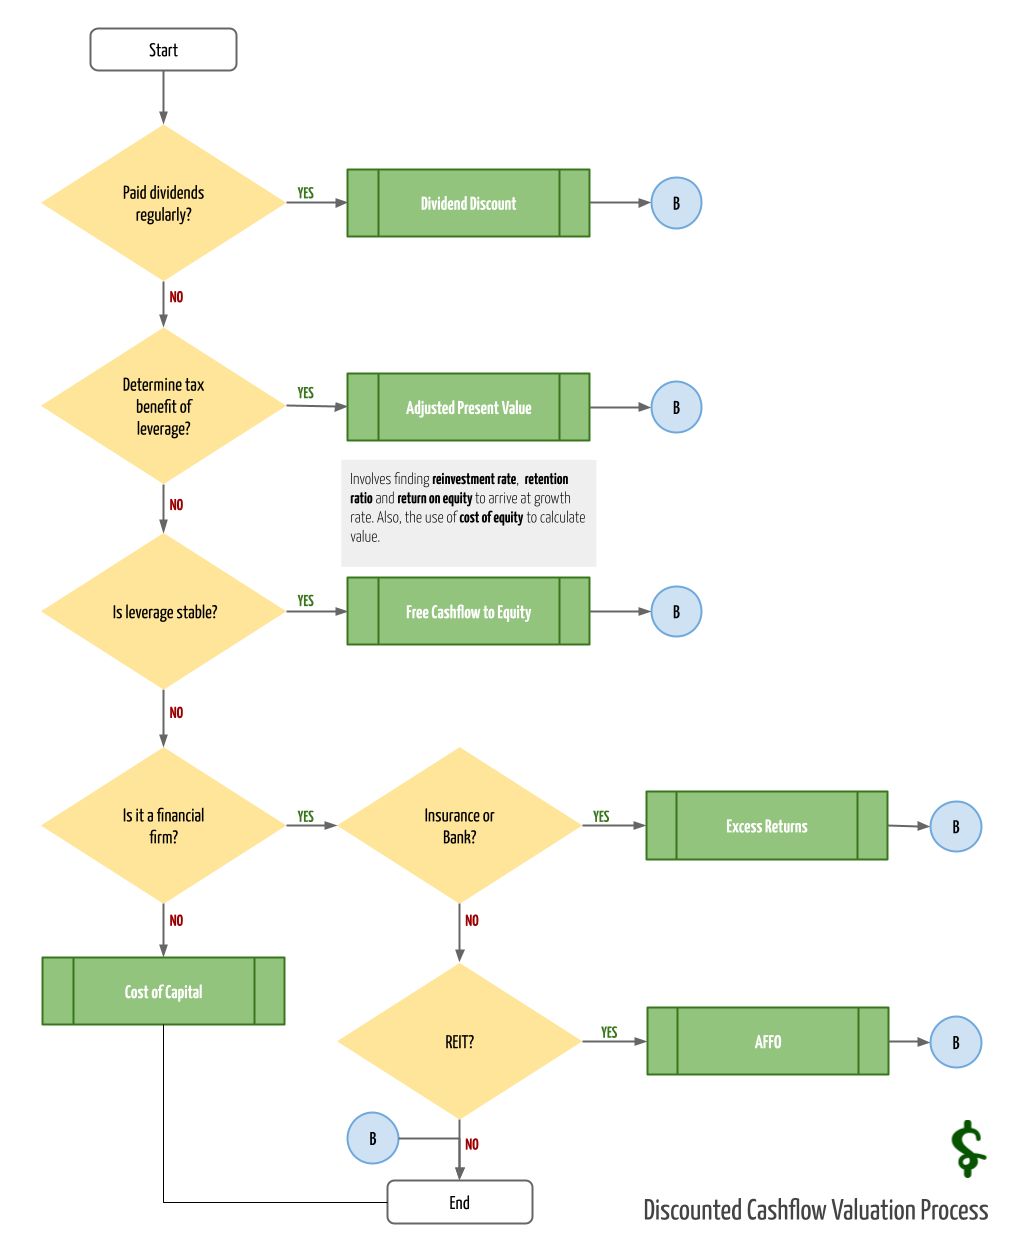 Start
Paid dividends
regularly?
YES
Dividend Discount
B
NO
Determine tax
benefit of
leverage?
YES
Adjusted Present Value
B
Involves finding reinvestment rate, retention
ratio and return on equity to arrive at growth
rate. Also, the use of cost of equity to calculate
value.
NO
Is leverage stable?
YES
Free Cashflow to Equity
B
NO
Is it a financial
firm?
YES
Insurance or
Bank?
YES
Excess Returns
B
NO
NO
Cost of Capital
REIT?
YES
AFFO
B
B
NO
End
Discounted Cashflow Valuation Process